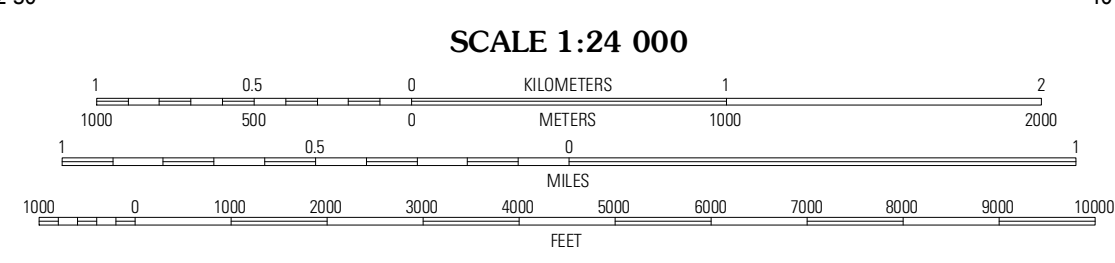 SCALE 1:24 000
1 0.5 0 KILOMETERS 1 2
1000 500 0 METERS 1000 2000
1 0.5 0 1
MILES
1000 0 1000 2000 3000 4000 5000 6000 7000 8000 9000 10000
FEET